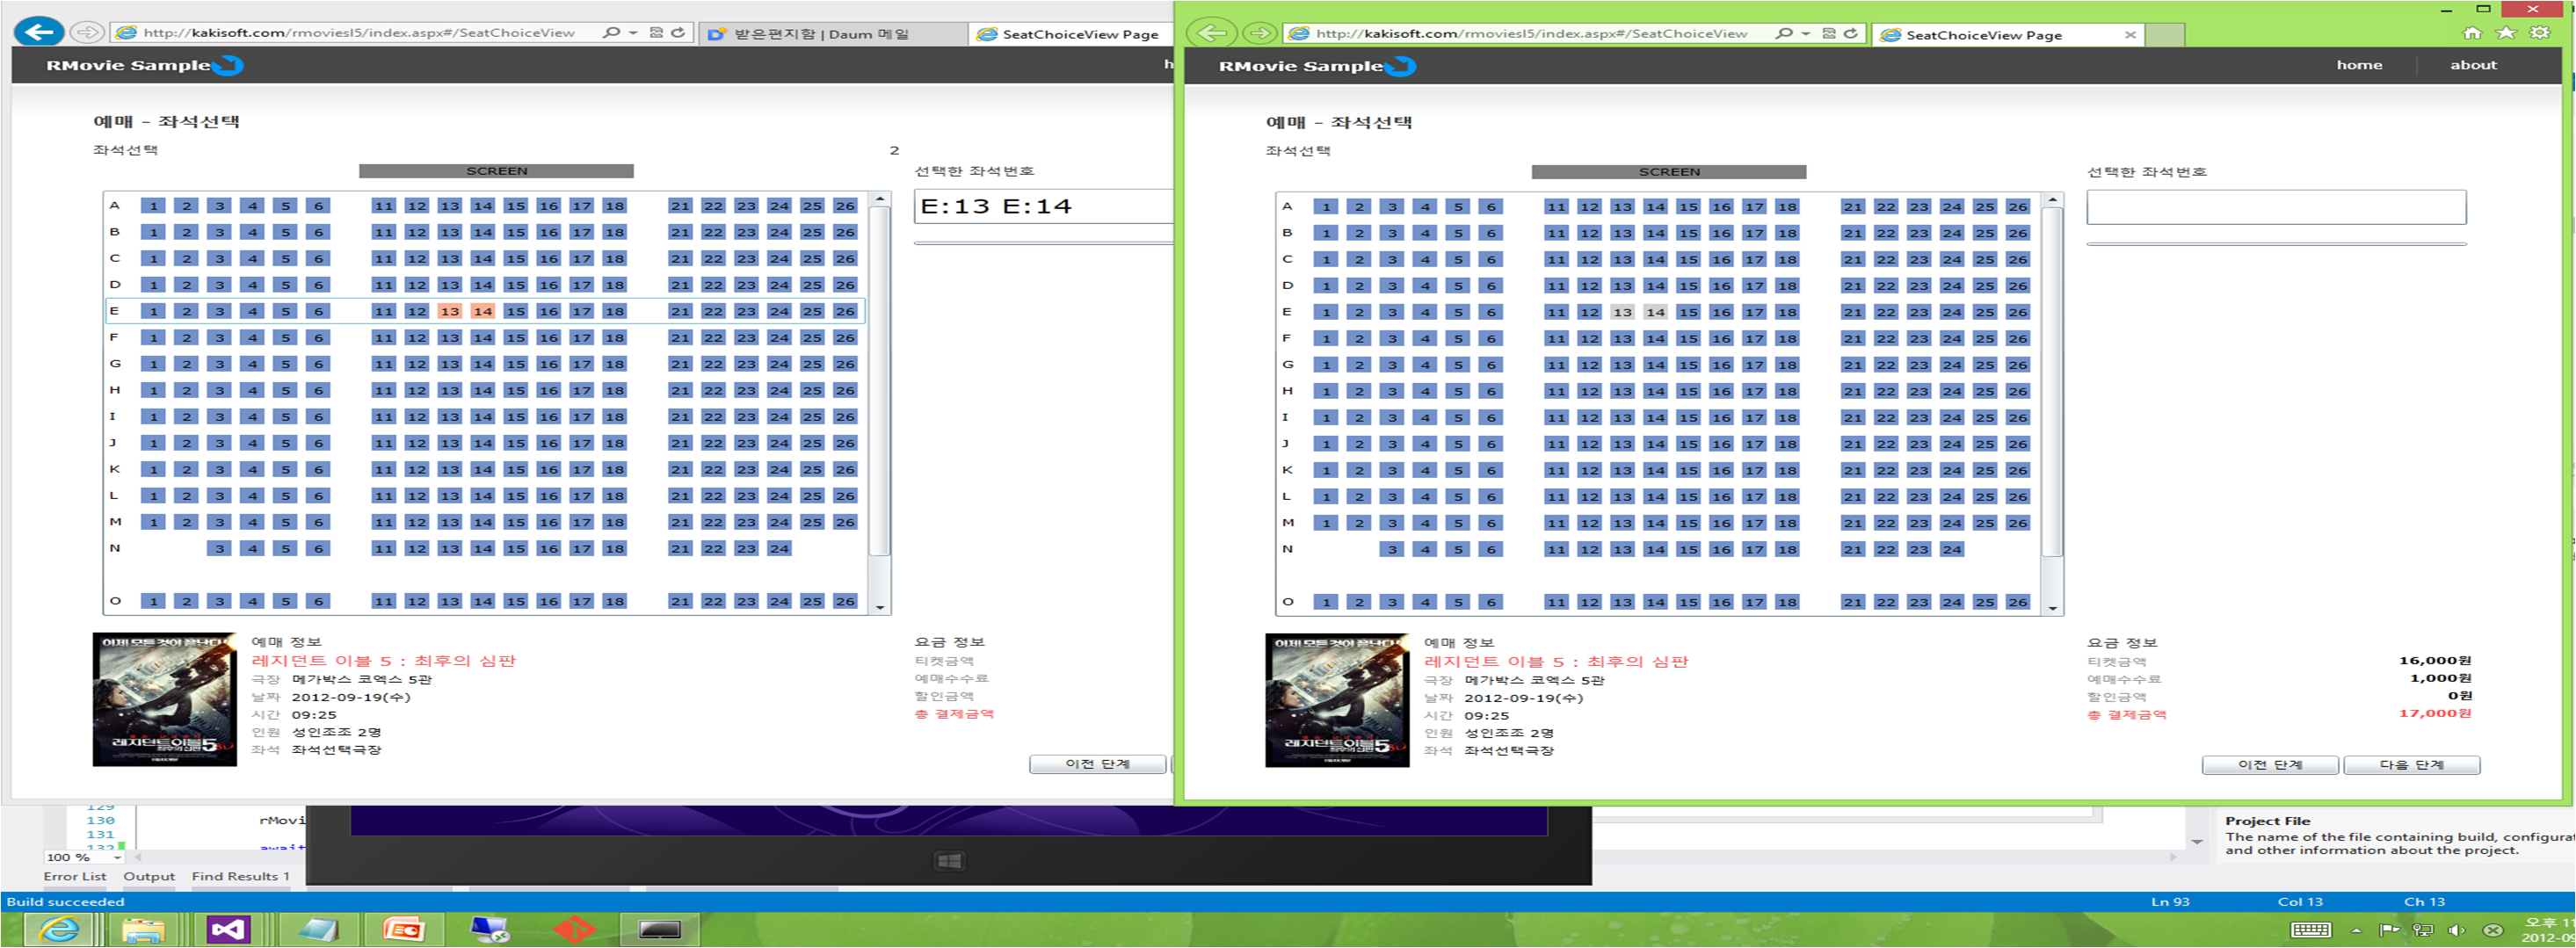 http://kakisoft.com/rmoviesl5/index.aspx#/SeatChoiceView
받은편지함 | Daum 메일
SeatChoiceView Page
RMovie Sample
h
예매 - 좌석선택
좌석선택
2
SCREEN
선택한 좌석번호
E:13 E:14
A 1 2 3 4 5 6 11 12 13 14 15 16 17 18 21 22 23 24 25 26
B 1 2 3 4 5 6 11 12 13 14 15 16 17 18 21 22 23 24 25 26
C 1 2 3 4 5 6 11 12 13 14 15 16 17 18 21 22 23 24 25 26
D 1 2 3 4 5 6 11 12 13 14 15 16 17 18 21 22 23 24 25 26
E 1 2 3 4 5 6 11 12 13 14 15 16 17 18 21 22 23 24 25 26
F 1 2 3 4 5 6 11 12 13 14 15 16 17 18 21 22 23 24 25 26
G 1 2 3 4 5 6 11 12 13 14 15 16 17 18 21 22 23 24 25 26
H 1 2 3 4 5 6 11 12 13 14 15 16 17 18 21 22 23 24 25 26
I 1 2 3 4 5 6 11 12 13 14 15 16 17 18 21 22 23 24 25 26
J 1 2 3 4 5 6 11 12 13 14 15 16 17 18 21 22 23 24 25 26
K 1 2 3 4 5 6 11 12 13 14 15 16 17 18 21 22 23 24 25 26
L 1 2 3 4 5 6 11 12 13 14 15 16 17 18 21 22 23 24 25 26
M 1 2 3 4 5 6 11 12 13 14 15 16 17 18 21 22 23 24 25 26
N 3 4 5 6 11 12 13 14 15 16 17 18 21 22 23 24
O 1 2 3 4 5 6 11 12 13 14 15 16 17 18 21 22 23 24 25 26
이제 모든 것이 끝난다!
레지던트이블5 3D
최후의 심판
예매 정보
레지던트 이블 5 : 최후의 심판
극장 메가박스 코엑스 5관
날짜 2012-09-19(수)
시간 09:25
인원 성인조조 2명
좌석 좌석선택극장
요금 정보
티켓금액
예매수수료
할인금액
총 결제금액
이전 단계
http://kakisoft.com/rmoviesl5/index.aspx#/SeatChoiceView
SeatChoiceView Page
RMovie Sample
home
about
예매 - 좌석선택
좌석선택
SCREEN
선택한 좌석번호
A 1 2 3 4 5 6 11 12 13 14 15 16 17 18 21 22 23 24 25 26
B 1 2 3 4 5 6 11 12 13 14 15 16 17 18 21 22 23 24 25 26
C 1 2 3 4 5 6 11 12 13 14 15 16 17 18 21 22 23 24 25 26
D 1 2 3 4 5 6 11 12 13 14 15 16 17 18 21 22 23 24 25 26
E 1 2 3 4 5 6 11 12 13 14 15 16 17 18 21 22 23 24 25 26
F 1 2 3 4 5 6 11 12 13 14 15 16 17 18 21 22 23 24 25 26
G 1 2 3 4 5 6 11 12 13 14 15 16 17 18 21 22 23 24 25 26
H 1 2 3 4 5 6 11 12 13 14 15 16 17 18 21 22 23 24 25 26
I 1 2 3 4 5 6 11 12 13 14 15 16 17 18 21 22 23 24 25 26
J 1 2 3 4 5 6 11 12 13 14 15 16 17 18 21 22 23 24 25 26
K 1 2 3 4 5 6 11 12 13 14 15 16 17 18 21 22 23 24 25 26
L 1 2 3 4 5 6 11 12 13 14 15 16 17 18 21 22 23 24 25 26
M 1 2 3 4 5 6 11 12 13 14 15 16 17 18 21 22 23 24 25 26
N 3 4 5 6 11 12 13 14 15 16 17 18 21 22 23 24
O 1 2 3 4 5 6 11 12 13 14 15 16 17 18 21 22 23 24 25 26
이제 모든 것이 끝난다!
레지던트이블5 3D
최후의 심판
예매 정보
레지던트 이블 5 : 최후의 심판
극장 메가박스 코엑스 5관
날짜 2012-09-19(수)
시간 09:25
인원 성인조조 2명
좌석 좌석선택극장
요금 정보
티켓금액 16,000원
예매수수료 1,000원
할인금액 0원
총 결제금액 17,000원
이전 단계
다음 단계
129
130 rMovi
131
132 await
100 %
Error List Output Find Results 1
Project File
The name of the file containing build, configurat
and other information about the project.
Build succeeded
Ln 93 Col 13 Ch 13
오후 11
2012-09